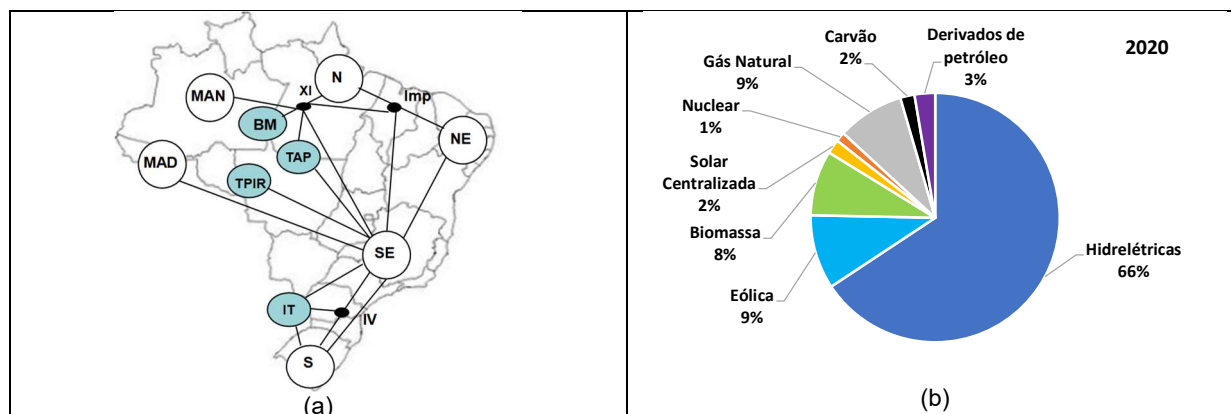 N
XI
Imp
MAN
BM
NE
MAD
TAP
TPIR
SE
IT
IV
S
(a)
2020
Carvão
2%
Derivados de
petróleo
3%
Gás Natural
9%
Nuclear
1%
Solar
Centralizada
2%
Biomassa
8%
Eólica
9%
Hidrelétricas
66%
(b)